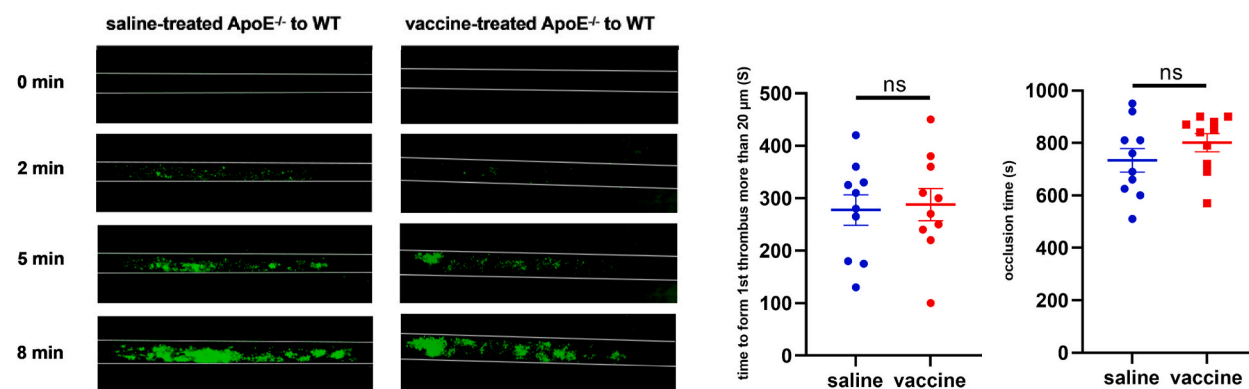 saline-treated ApoE-/- to WT
vaccine-treated ApoE-/- to WT
0 min
2 min
5 min
8 min
time to form 1st thrombus more than 20 μm (S)
500
400
300
200
100
0
ns
saline
vaccine
occlusion time (s)
1000
800
600
400
200
0
ns
saline
vaccine